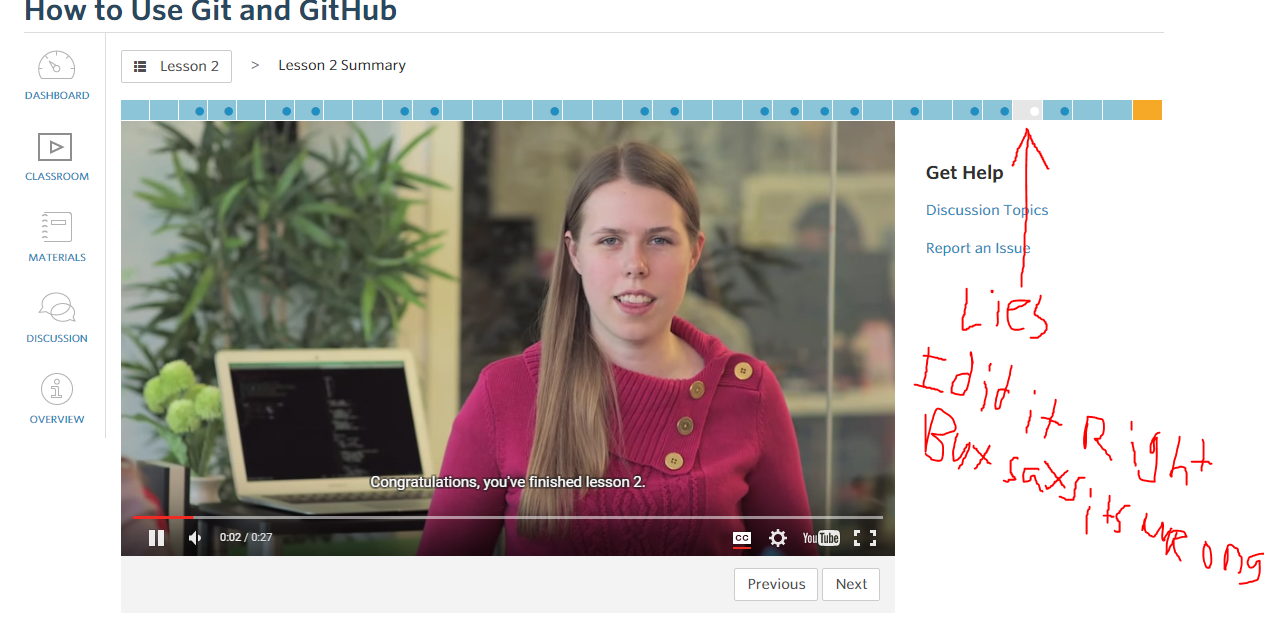 How to Use Git and GitHub
DASHBOARD
CLASSROOM
MATERIALS
DISCUSSION
OVERVIEW
Lesson 2 > Lesson 2 Summary
Congratulations, you've finished lesson 2.
0:02 / 0:27
CC
YouTube
Previous
Next
Get Help
Discussion Topics
Report an Issue
Lies
I did it Right
Bux saxs its wrong